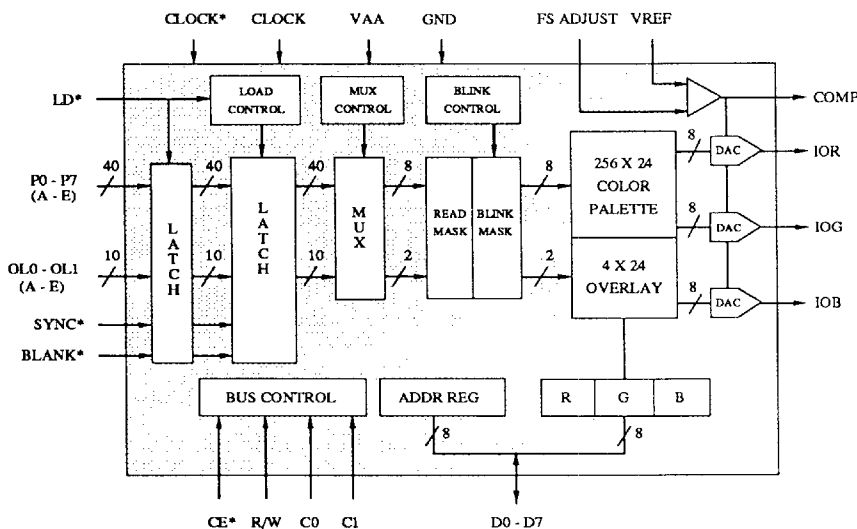 CLOCK* CLOCK VAA GND FS ADJUST VREF
LD*
LOAD CONTROL
MUX CONTROL
BLINK CONTROL
COMP
40 40 40 8 8
P0 - P7
(A - E)
LATCH
LATCH
MUX
READ MASK
BLINK MASK
256 X 24
COLOR
PALETTE
8
DAC
IOR
8
DAC
IOG
10 10 10 2 2
OL0 - OL1
(A - E)
4 X 24
OVERLAY
8
DAC
IOB
SYNC*
BLANK*
BUS CONTROL
ADDR REG
R G B
8 8
CE* R/W C0 C1 D0 - D7